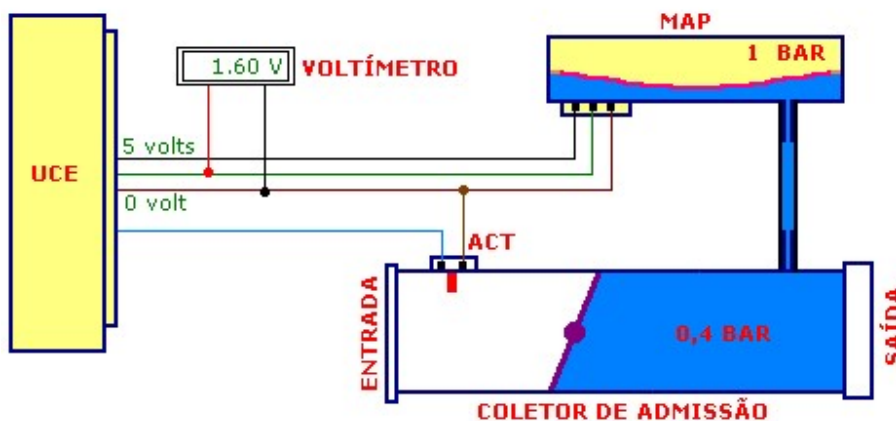 MAP
1 BAR
1.60 V
VOLTÍMETRO
5 volts
UCE
0 volt
ACT
ENTRADA
0,4 BAR
SAÍDA
COLETOR DE ADMISSÃO